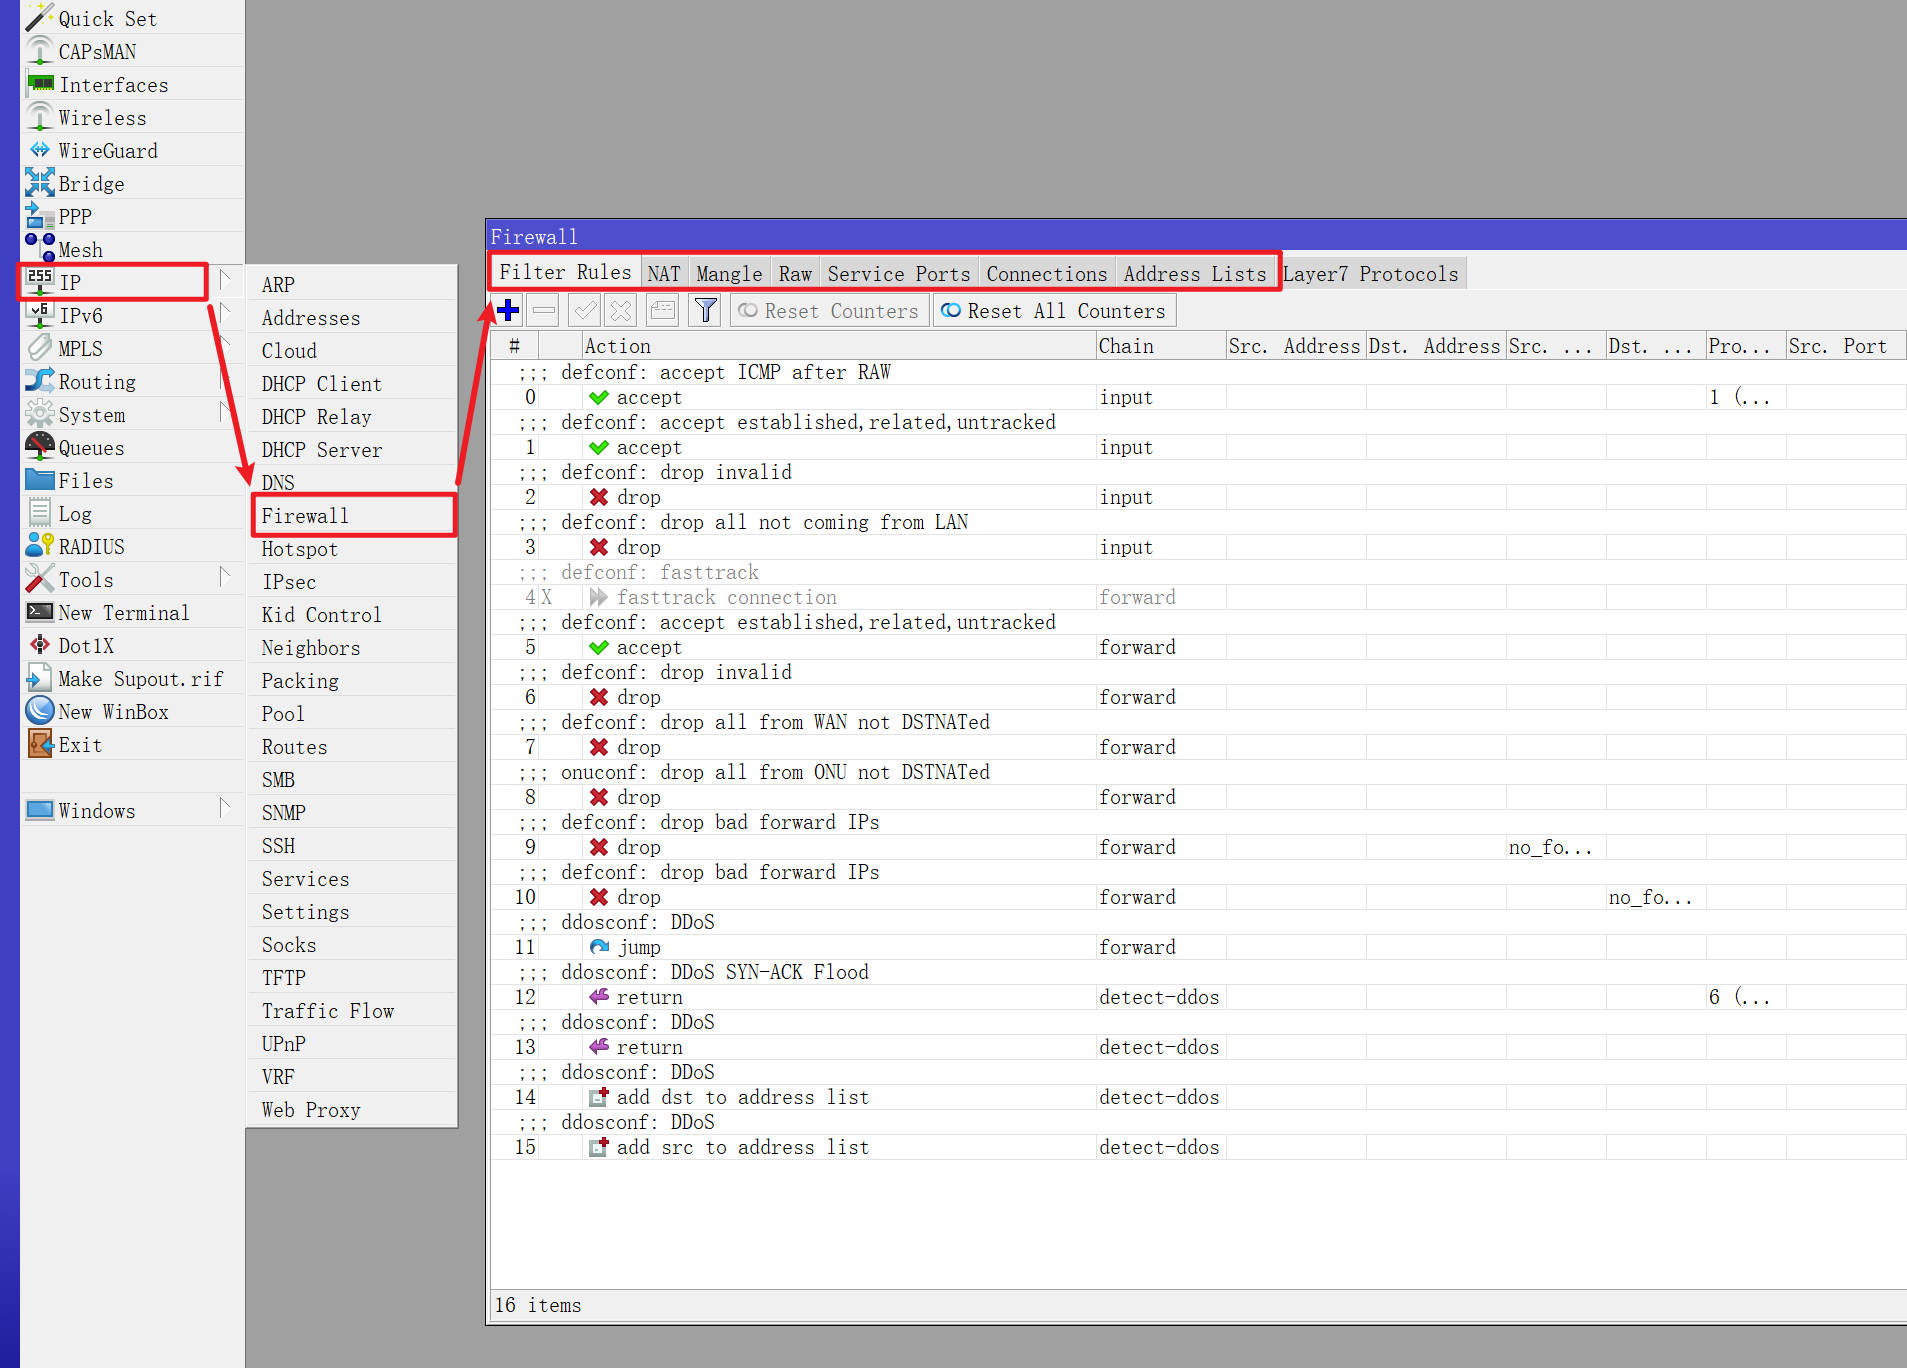 Quick Set
CAPsMAN
Interfaces
Wireless
WireGuard
Bridge
PPP
Mesh
255
IP
v6
IPv6
MPLS
Routing
System
Queues
Files
Log
RADIUS
Tools
New Terminal
Dot1X
Make Supout.rif
New WinBox
Exit
Windows
ARP
Addresses
Cloud
DHCP Client
DHCP Relay
DHCP Server
DNS
Firewall
Hotspot
IPsec
Kid Control
Neighbors
Packing
Pool
Routes
SMB
SNMP
SSH
Services
Settings
Socks
TFTP
Traffic Flow
UPnP
VRF
Web Proxy
Firewall
Filter Rules NAT Mangle Raw Service Ports Connections Address Lists Layer7 Protocols
Reset Counters Reset All Counters
# Action Chain Src. Address Dst. Address Src. ... Dst. ... Pro... Src. Port
;;; defconf: accept ICMP after RAW
0 accept input 1 (...
;;; defconf: accept established,related,untracked
1 accept input
;;; defconf: drop invalid
2 drop input
;;; defconf: drop all not coming from LAN
3 drop input
;;; defconf: fasttrack
4 X fasttrack connection forward
;;; defconf: accept established,related,untracked
5 accept forward
;;; defconf: drop invalid
6 drop forward
;;; defconf: drop all from WAN not DSTNATed
7 drop forward
;;; onuconf: drop all from ONU not DSTNATed
8 drop forward
;;; defconf: drop bad forward IPs
9 drop forward no_fo...
;;; defconf: drop bad forward IPs
10 drop forward no_fo...
;;; ddosconf: DDoS
11 jump forward
;;; ddosconf: DDoS SYN-ACK Flood
12 return detect-ddos 6 (...
;;; ddosconf: DDoS
13 return detect-ddos
;;; ddosconf: DDoS
14 add dst to address list detect-ddos
;;; ddosconf: DDoS
15 add src to address list detect-ddos
16 items